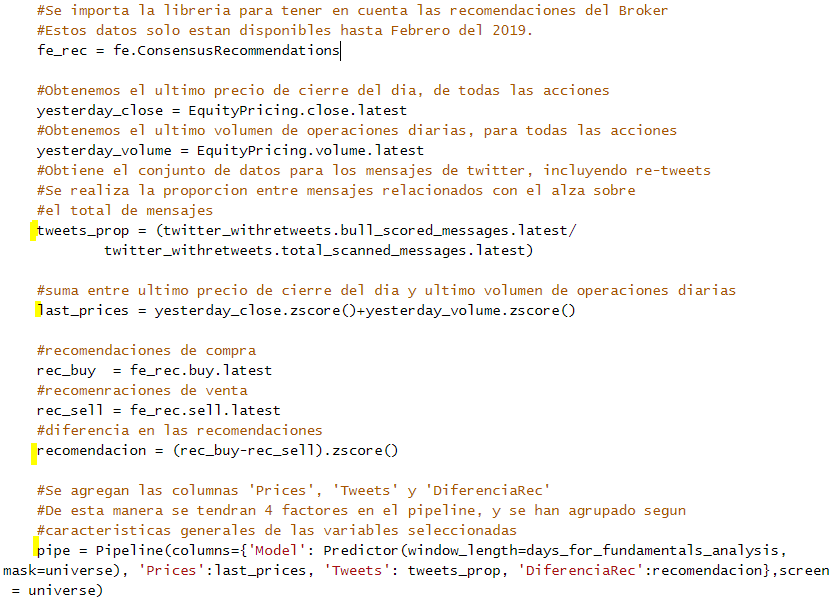 #Se importa la libreria para tener en cuenta las recomendaciones del Broker
#Estos datos solo estan disponibles hasta Febrero del 2019.
fe_rec = fe.ConsensusRecommendations
#Obtenemos el ultimo precio de cierre del dia, de todas las acciones
yesterday_close = EquityPricing.close.latest
#Obtenemos el ultimo volumen de operaciones diarias, para todas las acciones
yesterday_volume = EquityPricing.volume.latest
#Obtiene el conjunto de datos para los mensajes de twitter, incluyendo re-tweets
#Se realiza la proporcion entre mensajes relacionados con el alza sobre
#el total de mensajes
tweets_prop = (twitter_withretweets.bull_scored_messages.latest/
twitter_withretweets.total_scanned_messages.latest)
#suma entre ultimo precio de cierre del dia y ultimo volumen de operaciones diarias
last_prices = yesterday_close.zscore()+yesterday_volume.zscore()
#recomendaciones de compra
rec_buy  = fe_rec.buy.latest
#recomenraciones de venta
rec_sell = fe_rec.sell.latest
#diferencia en las recomendaciones
recomendacion = (rec_buy-rec_sell).zscore()
#Se agregan las columnas 'Prices', 'Tweets' y 'DiferenciaRec'
#De esta manera se tendran 4 factores en el pipeline, y se han agrupado segun
#caracteristicas generales de las variables seleccionadas
pipe = Pipeline(columns={'Model': Predictor(window_length=days_for_fundamentals_analysis,
mask=universe), 'Prices':last_prices, 'Tweets': tweets_prop, 'DiferenciaRec':recomendacion},screen
= universe)